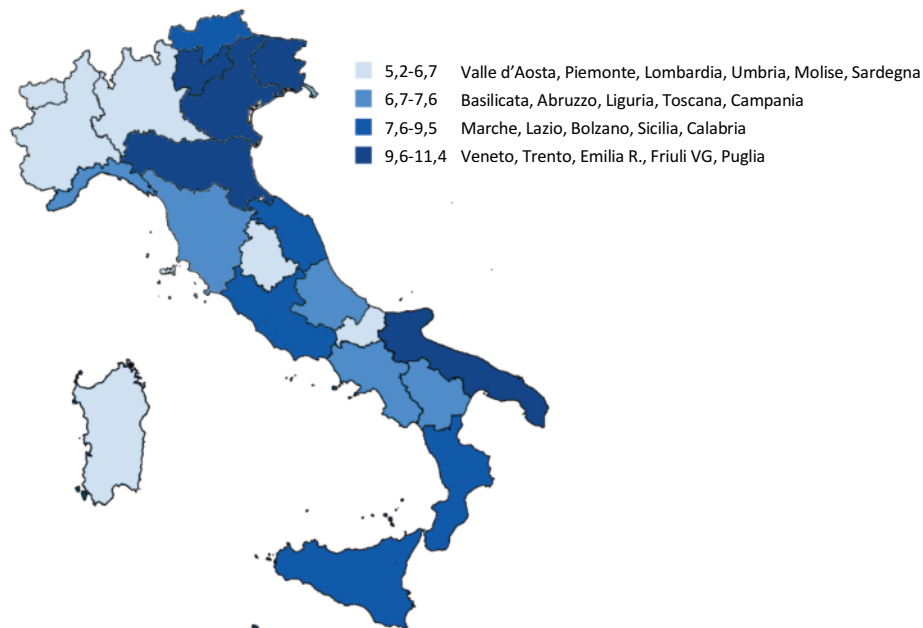 5,2-6,7 Valle d’Aosta, Piemonte, Lombardia, Umbria, Molise, Sardegna
6,7-7,6 Basilicata, Abruzzo, Liguria, Toscana, Campania
7,6-9,5 Marche, Lazio, Bolzano, Sicilia, Calabria
9,6-11,4 Veneto, Trento, Emilia R., Friuli VG, Puglia